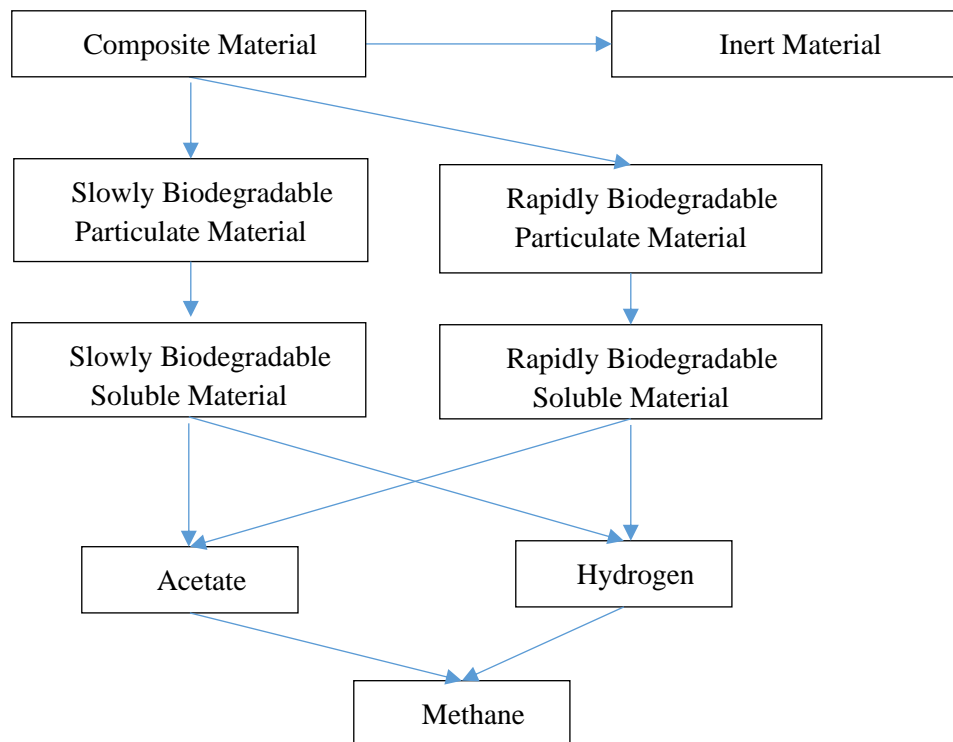 Composite Material
Inert Material
Slowly Biodegradable
Particulate Material
Rapidly Biodegradable
Particulate Material
Slowly Biodegradable
Soluble Material
Rapidly Biodegradable
Soluble Material
Acetate
Hydrogen
Methane